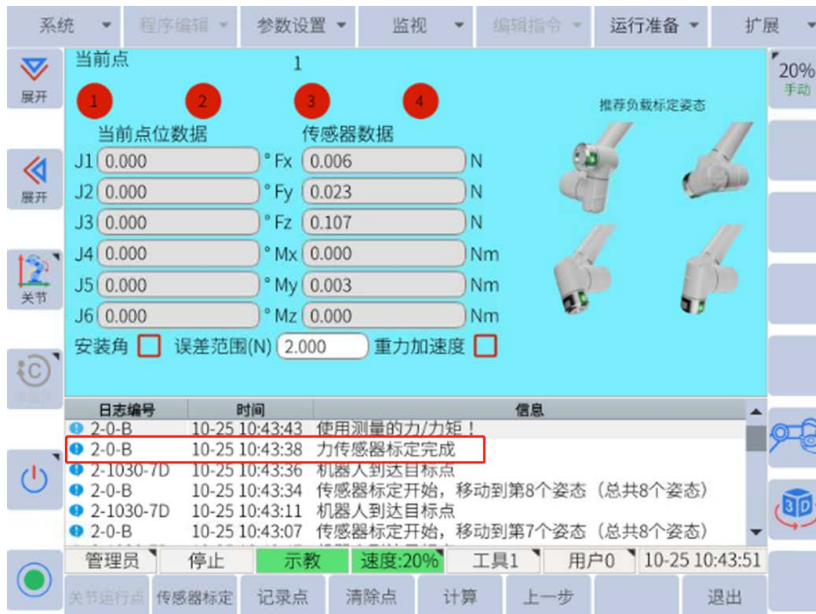 系统 程序编辑 参数设置 监视 编辑指令 运行准备 扩展
展开 当前点 1 20%
手动
1 2 3 4 推荐负载标定姿态
当前点位数据 传感器数据
J1 0.000 ° Fx 0.006 N
展开 J2 0.000 ° Fy 0.023 N
J3 0.000 ° Fz 0.107 N
J4 0.000 ° Mx 0.000 Nm
关节 J5 0.000 ° My 0.003 Nm
J6 0.000 ° Mz 0.000 Nm
安装角 误差范围(N) 2.000 重力加速度
C
日志编号 时间 信息
2-0-B 10-25 10:43:43 使用测量的力/力矩！
2-0-B 10-25 10:43:38 力传感器标定完成
2-1030-7D 10-25 10:43:36 机器人到达目标点
2-0-B 10-25 10:43:34 传感器标定开始，移动到第8个姿态（总共8个姿态）
2-1030-7D 10-25 10:43:11 机器人到达目标点
2-0-B 10-25 10:43:07 传感器标定开始，移动到第7个姿态（总共8个姿态）
3D
管理员 停止 示教 速度:20% 工具1 用户0 10-25 10:43:51
关节运行点 传感器标定 记录点 清除点 计算 上一步 退出